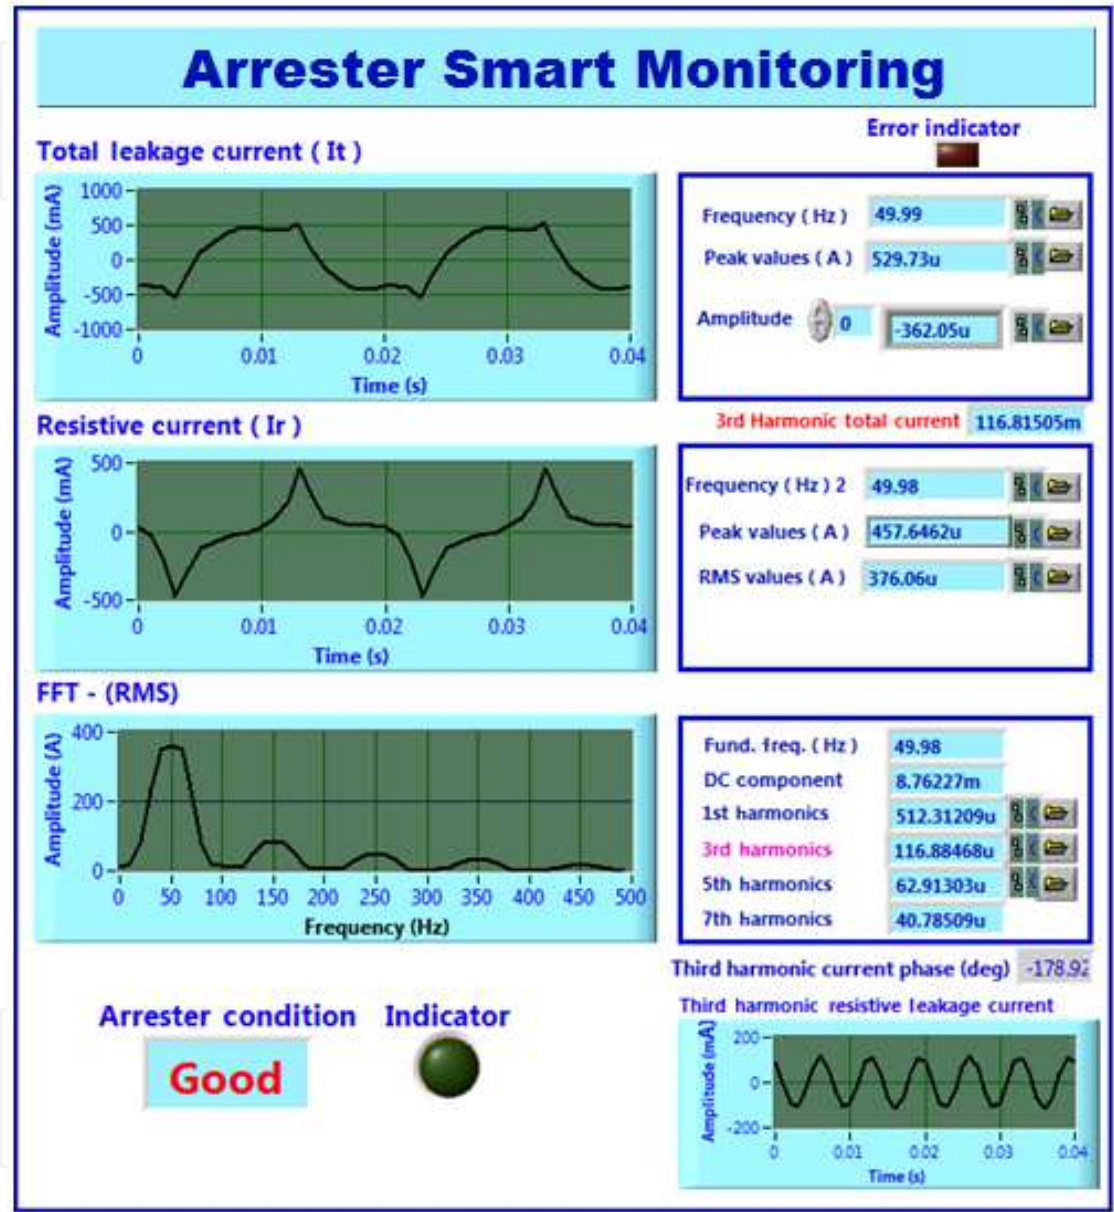 Arrester Smart Monitoring
Error indicator
Total leakage current ( It )
Amplitude (mA)
1000
500
0
-500
-1000
0 0.01 0.02 0.03 0.04
Time (s)
Frequency ( Hz ) 49.99
Peak values ( A ) 529.73u
Amplitude 0 -362.05u
3rd Harmonic total current 116.81505m
Resistive current ( Ir )
Amplitude (mA)
500
0
-500
0 0.01 0.02 0.03 0.04
Time (s)
Frequency ( Hz ) 2 49.98
Peak values ( A ) 457.6462u
RMS values ( A ) 376.06u
FFT - (RMS)
Amplitude (A)
400
200
0
0 50 100 150 200 250 300 350 400 450 500
Frequency (Hz)
Fund. freq. ( Hz ) 49.98
DC component 8.76227m
1st harmonics 512.31209u
3rd harmonics 116.88468u
5th harmonics 62.91303u
7th harmonics 40.78509u
Third harmonic current phase (deg) -178.92
Arrester condition Indicator
Good
Third harmonic resistive leakage current
Amplitude (mA)
200
0
-200
0 0.01 0.02 0.03 0.04
Time (s)